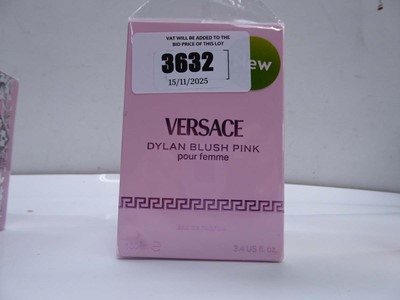 VAT WILL BE ADDED TO THE
BID PRICE OF THIS LOT
3632
15/11/2025
New
VERSACE
DYLAN BLUSH PINK
pour femme
3.4 US fl. oz.